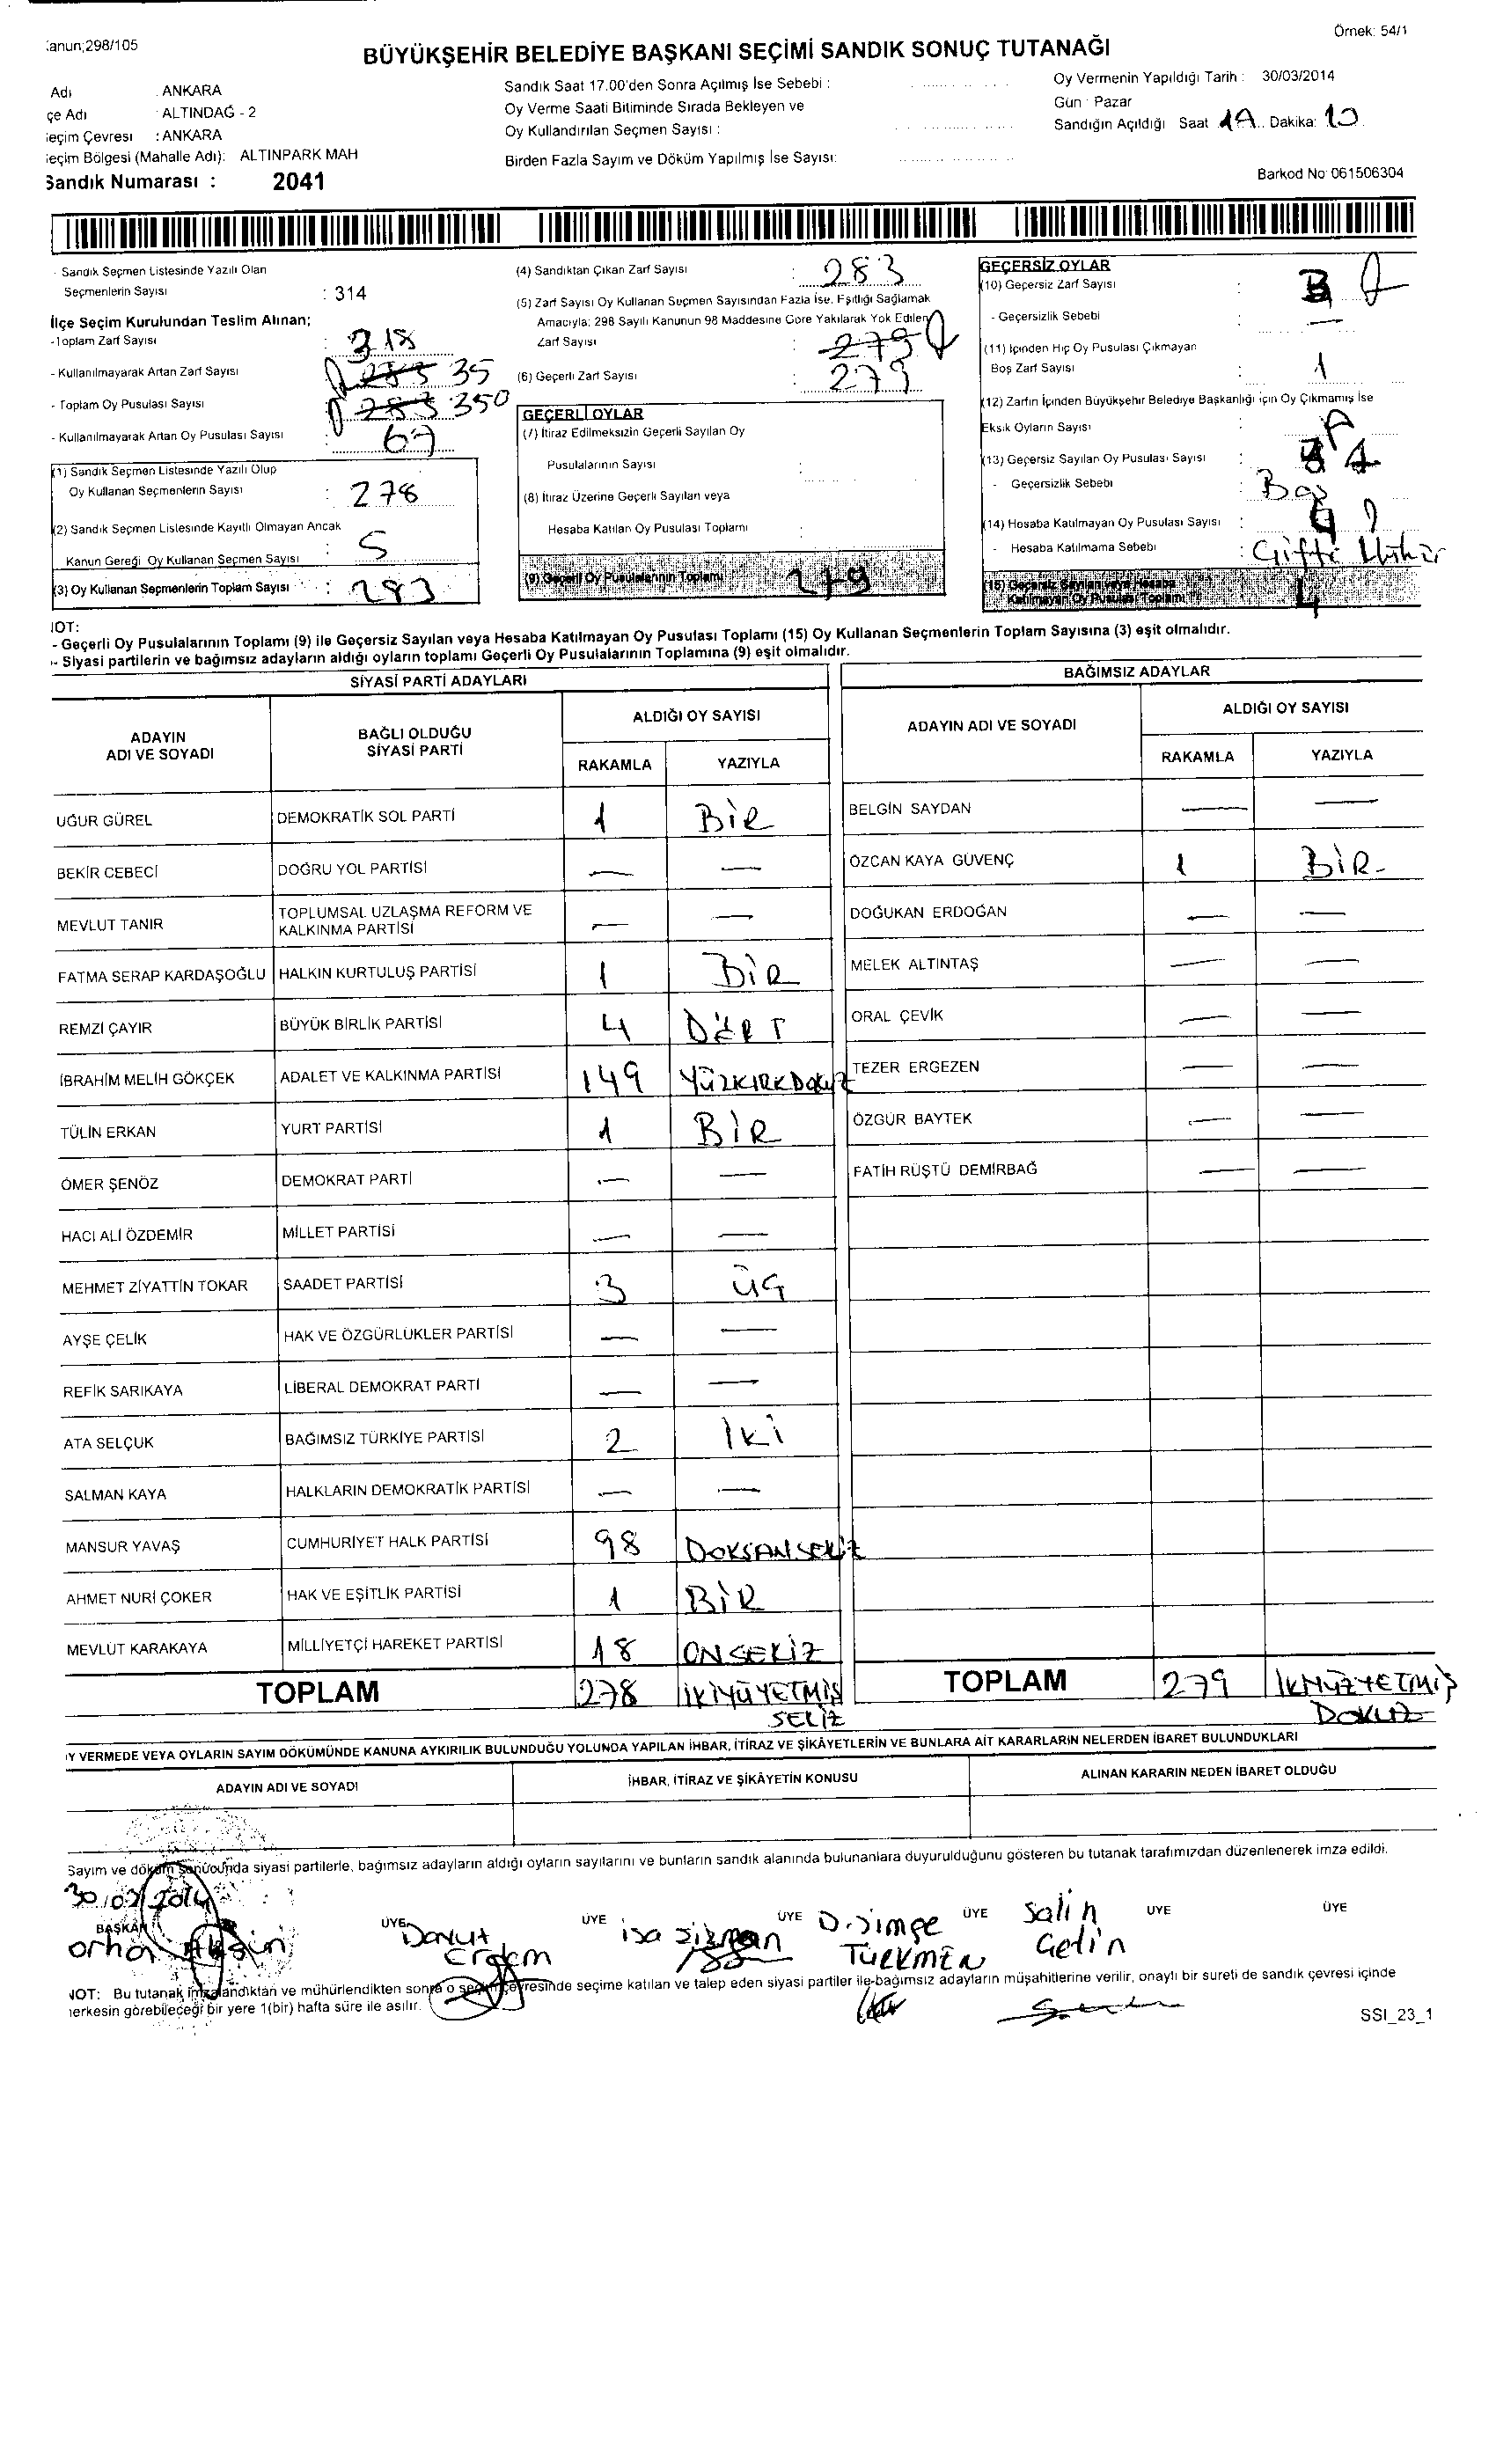 anun;298/105
Örnek: 54/1
BÜYÜKŞEHİR BELEDİYE BAŞKANI SEÇİMİ SANDIK SONUÇ TUTANAĞI
Adı : ANKARA
çe Adı : ALTINDAĞ - 2
eçim Çevresi : ANKARA
eçim Bölgesi (Mahalle Adı): ALTINPARK MAH
Sandık Numarası : 2041
Sandık Saat 17.00'den Sonra Açılmış İse Sebebi :
Oy Verme Saati Bitiminde Sırada Bekleyen ve
Oy Kullandırılan Seçmen Sayısı :
Birden Fazla Sayım ve Döküm Yapılmış İse Sayısı:
Oy Vermenin Yapıldığı Tarih : 30/03/2014
Gün : Pazar
Sandığın Açıldığı Saat Dakika: 10
Barkod No: 061506304
- Sandık Seçmen Listesinde Yazılı Olan
Seçmenlerin Sayısı : 314
İlçe Seçim Kurulundan Teslim Alınan;
-Toplam Zarf Sayısı : 318
- Kullanılmayarak Artan Zarf Sayısı 35
- Toplam Oy Pusulası Sayısı 350
- Kullanılmayarak Artan Oy Pusulası Sayısı : 67
(1) Sandık Seçmen Listesinde Yazılı Olup
Oy Kullanan Seçmenlerin Sayısı : 278
(2) Sandık Seçmen Listesinde Kayıtlı Olmayan Ancak
Kanun Gereği Oy Kullanan Seçmen Sayısı : 5
(3) Oy Kullanan Seçmenlerin Toplam Sayısı : 283
(4) Sandıktan Çıkan Zarf Sayısı : 283
(5) Zarf Sayısı Oy Kullanan Seçmen Sayısından Fazla İse, Eşitliği Sağlamak
Amacıyla; 298 Sayılı Kanunun 98 Maddesine Göre Yakılarak Yok Edilen
Zarf Sayısı : 279
(6) Geçerli Zarf Sayısı : 279
GEÇERLİ OYLAR
(7) İtiraz Edilmeksizin Geçerli Sayılan Oy
Pusulalarının Sayısı :
(8) İtiraz Üzerine Geçerli Sayılan veya
Hesaba Katılan Oy Pusulası Toplamı :
(9) Geçerli Oy Pusulalarının Toplamı 279
GEÇERSİZ OYLAR
(10) Geçersiz Zarf Sayısı :
- Geçersizlik Sebebi : —
(11) İçinden Hiç Oy Pusulası Çıkmayan
Boş Zarf Sayısı : 1
(12) Zarfın İçinden Büyükşehir Belediye Başkanlığı için Oy Çıkmamış İse
Eksik Oyların Sayısı :
(13) Geçersiz Sayılan Oy Pusulası Sayısı :
- Geçersizlik Sebebi : Boş
(14) Hesaba Katılmayan Oy Pusulası Sayısı :
- Hesaba Katılmama Sebebi : Çifte Mühür
(15) Geçersiz Sayılan veya Hesaba
Katılmayan Oy Pusulası Toplamı 4
NOT:
- Geçerli Oy Pusulalarının Toplamı (9) ile Geçersiz Sayılan veya Hesaba Katılmayan Oy Pusulası Toplamı (15) Oy Kullanan Seçmenlerin Toplam Sayısına (3) eşit olmalıdır.
- Siyasi partilerin ve bağımsız adayların aldığı oyların toplamı Geçerli Oy Pusulalarının Toplamına (9) eşit olmalıdır.
SİYASİ PARTİ ADAYLARI
ADAYIN ADI VE SOYADI
BAĞLI OLDUĞU SİYASİ PARTİ
ALDIĞI OY SAYISI
RAKAMLA YAZIYLA
UĞUR GÜREL DEMOKRATİK SOL PARTİ 1 BİR
BEKİR CEBECİ DOĞRU YOL PARTİSİ — —
MEVLUT TANIR TOPLUMSAL UZLAŞMA REFORM VE KALKINMA PARTİSİ — —
FATMA SERAP KARDAŞOĞLU HALKIN KURTULUŞ PARTİSİ 1 BİR
REMZİ ÇAYIR BÜYÜK BİRLİK PARTİSİ 4 DÖRT
İBRAHİM MELİH GÖKÇEK ADALET VE KALKINMA PARTİSİ 149 YÜZKIRKDOKUZ
TÜLİN ERKAN YURT PARTİSİ 1 BİR
ÖMER ŞENÖZ DEMOKRAT PARTİ — —
HACI ALİ ÖZDEMİR MİLLET PARTİSİ — —
MEHMET ZİYATTİN TOKAR SAADET PARTİSİ 3 ÜÇ
AYŞE ÇELİK HAK VE ÖZGÜRLÜKLER PARTİSİ — —
REFİK SARIKAYA LİBERAL DEMOKRAT PARTİ — —
ATA SELÇUK BAĞIMSIZ TÜRKİYE PARTİSİ 2 İKİ
SALMAN KAYA HALKLARIN DEMOKRATİK PARTİSİ — —
MANSUR YAVAŞ CUMHURİYET HALK PARTİSİ 98 DOKSANSEKİZ
AHMET NURİ ÇOKER HAK VE EŞİTLİK PARTİSİ 1 BİR
MEVLÜT KARAKAYA MİLLİYETÇİ HAREKET PARTİSİ 18 ONSEKİZ
TOPLAM 278 İKİYÜYETMİŞ
SEKİZ
BAĞIMSIZ ADAYLAR
ADAYIN ADI VE SOYADI
ALDIĞI OY SAYISI
RAKAMLA YAZIYLA
BELGİN SAYDAN — —
ÖZCAN KAYA GÜVENÇ 1 BİR
DOĞUKAN ERDOĞAN — —
MELEK ALTINTAŞ — —
ORAL ÇEVİK — —
TEZER ERGEZEN — —
ÖZGÜR BAYTEK — —
FATİH RÜŞTÜ DEMİRBAĞ — —
TOPLAM 279 İKİYÜZYETMİŞ
DOKUZ
Y VERMEDE VEYA OYLARIN SAYIM DÖKÜMÜNDE KANUNA AYKIRILIK BULUNDUĞU YOLUNDA YAPILAN İHBAR, İTİRAZ VE ŞİKÂYETLERİN VE BUNLARA AİT KARARLARIN NELERDEN İBARET BULUNDUKLARI
ADAYIN ADI VE SOYADI İHBAR, İTİRAZ VE ŞİKÂYETİN KONUSU ALINAN KARARIN NEDEN İBARET OLDUĞU
Sayım ve döküm sonucunda siyasi partilerle, bağımsız adayların aldığı oyların sayılarını ve bunların sandık alanında bulunanlara duyurulduğunu gösteren bu tutanak tarafımızdan düzenlenerek imza edildi.
30/03/2014
BAŞKAN ÜYE ÜYE ÜYE ÜYE ÜYE ÜYE
Orhan
Davut
Erdem
isa
D. Simge
TÜRKMEN
Salih
Çetin
NOT: Bu tutanak imzalandıktan ve mühürlendikten sonra o seçim çevresinde seçime katılan ve talep eden siyasi partiler ile bağımsız adayların müşahitlerine verilir, onaylı bir sureti de sandık çevresi içinde
herkesin görebileceği bir yere 1(bir) hafta süre ile asılır.
SSI_23_1